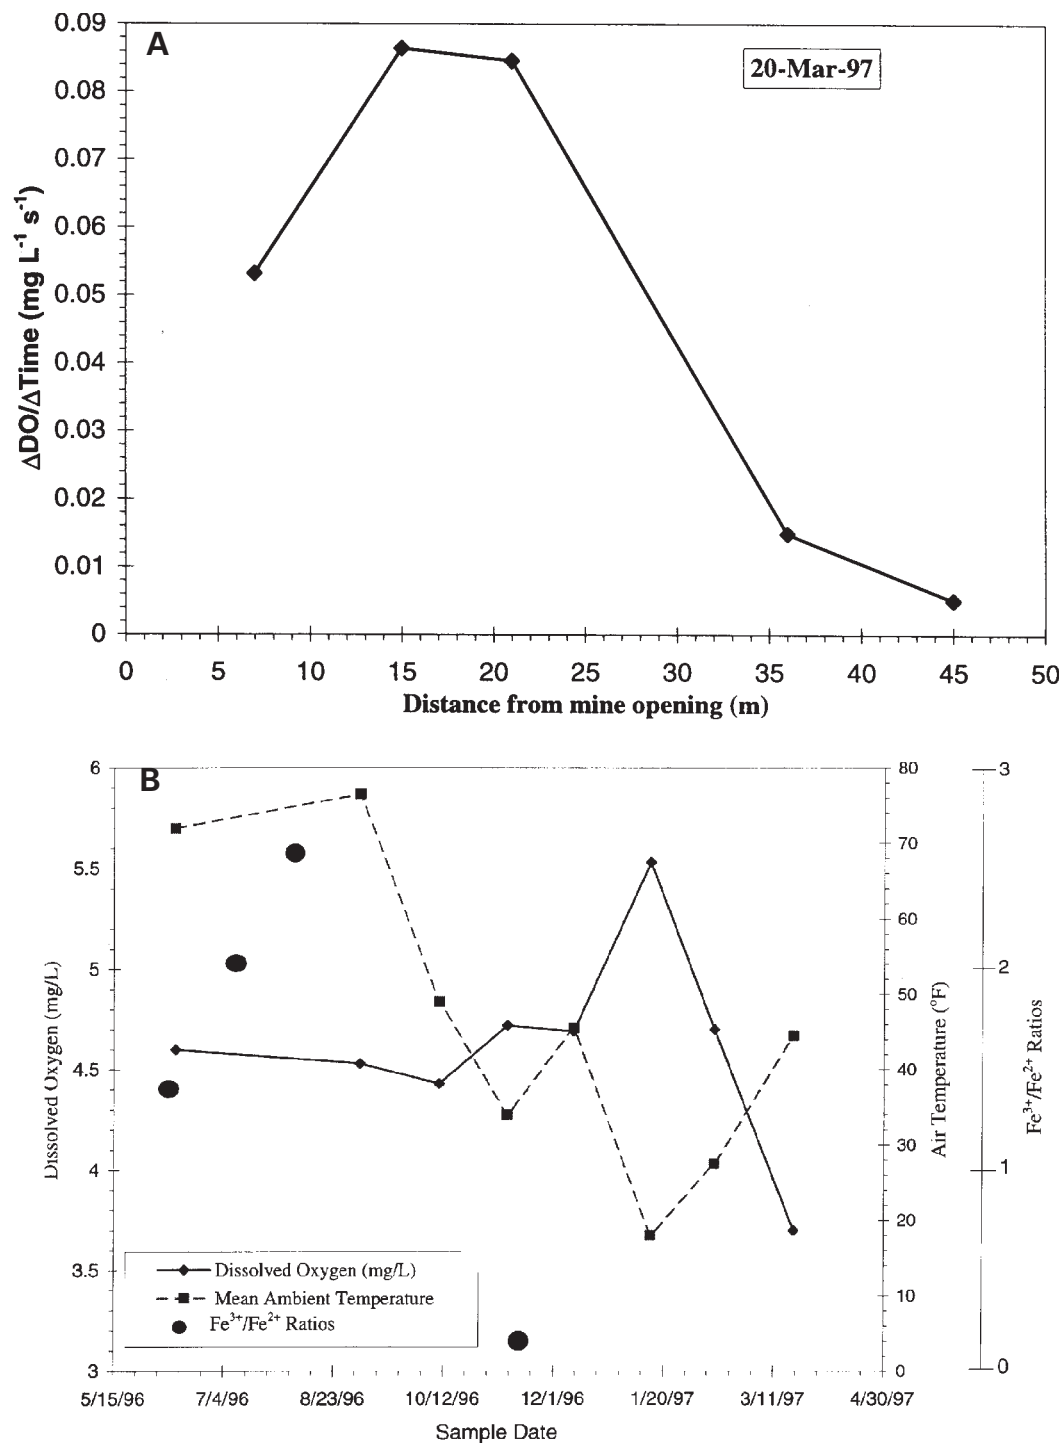 A
20-Mar-97
0.09
0.08
0.07
0.06
0.05
0.04
0.03
0.02
0.01
0
ΔDO/ΔTime (mg L⁻¹ s⁻¹)
0 5 10 15 20 25 30 35 40 45 50
Distance from mine opening (m)
B
6
5.5
5
4.5
4
3.5
3
Dissolved Oxygen (mg/L)
80
70
60
50
40
30
20
10
0
Air Temperature (°F)
3
2
1
0
Fe³⁺/Fe²⁺ Ratios
Dissolved Oxygen (mg/L)
Mean Ambient Temperature
Fe³⁺/Fe²⁺ Ratios
5/15/96 7/4/96 8/23/96 10/12/96 12/1/96 1/20/97 3/11/97 4/30/97
Sample Date